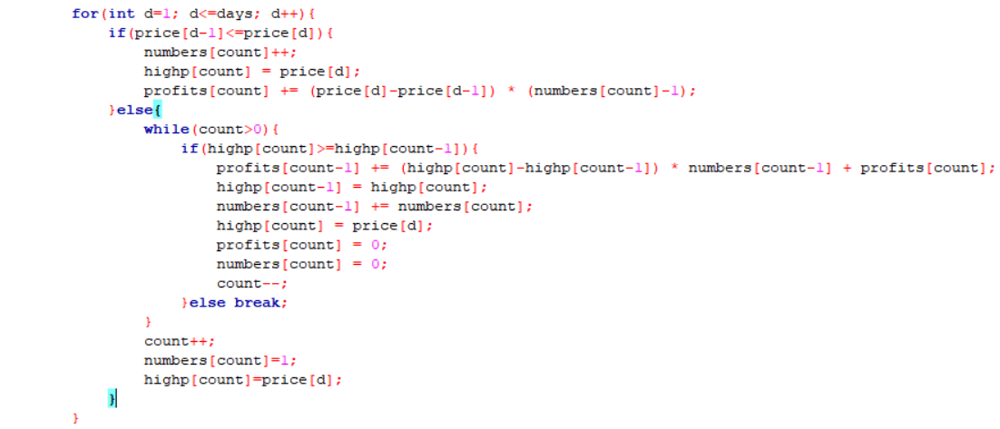 for(int d=1; d<=days; d++){
if(price[d-1]<=price[d]){
numbers[count]++;
highp[count] = price[d];
profits[count] += (price[d]-price[d-1]) * (numbers[count]-1);
}else{
while(count>0){
if(highp[count]>=highp[count-1]){
profits[count-1] += (highp[count]-highp[count-1]) * numbers[count-1] + profits[count];
highp[count-1] = highp[count];
numbers[count-1] += numbers[count];
highp[count] = price[d];
profits[count] = 0;
numbers[count] = 0;
count--;
}else break;
}
count++;
numbers[count]=1;
highp[count]=price[d];
}
}